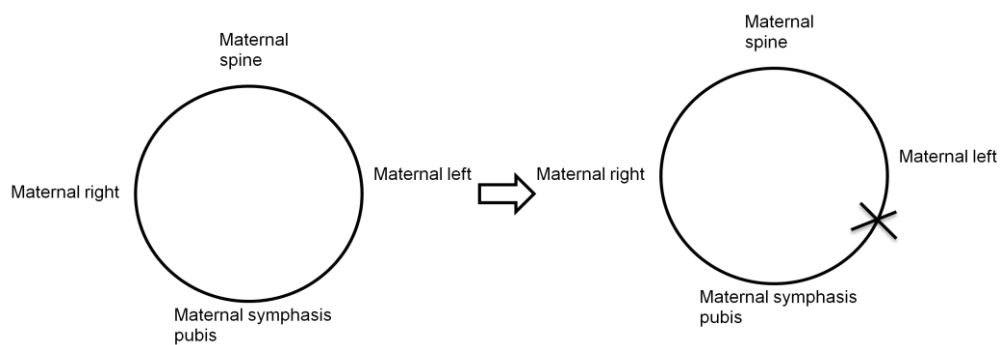 Maternal
spine
Maternal right
Maternal left
Maternal symphasis
pubis
Maternal
spine
Maternal right
Maternal left
Maternal symphasis
pubis